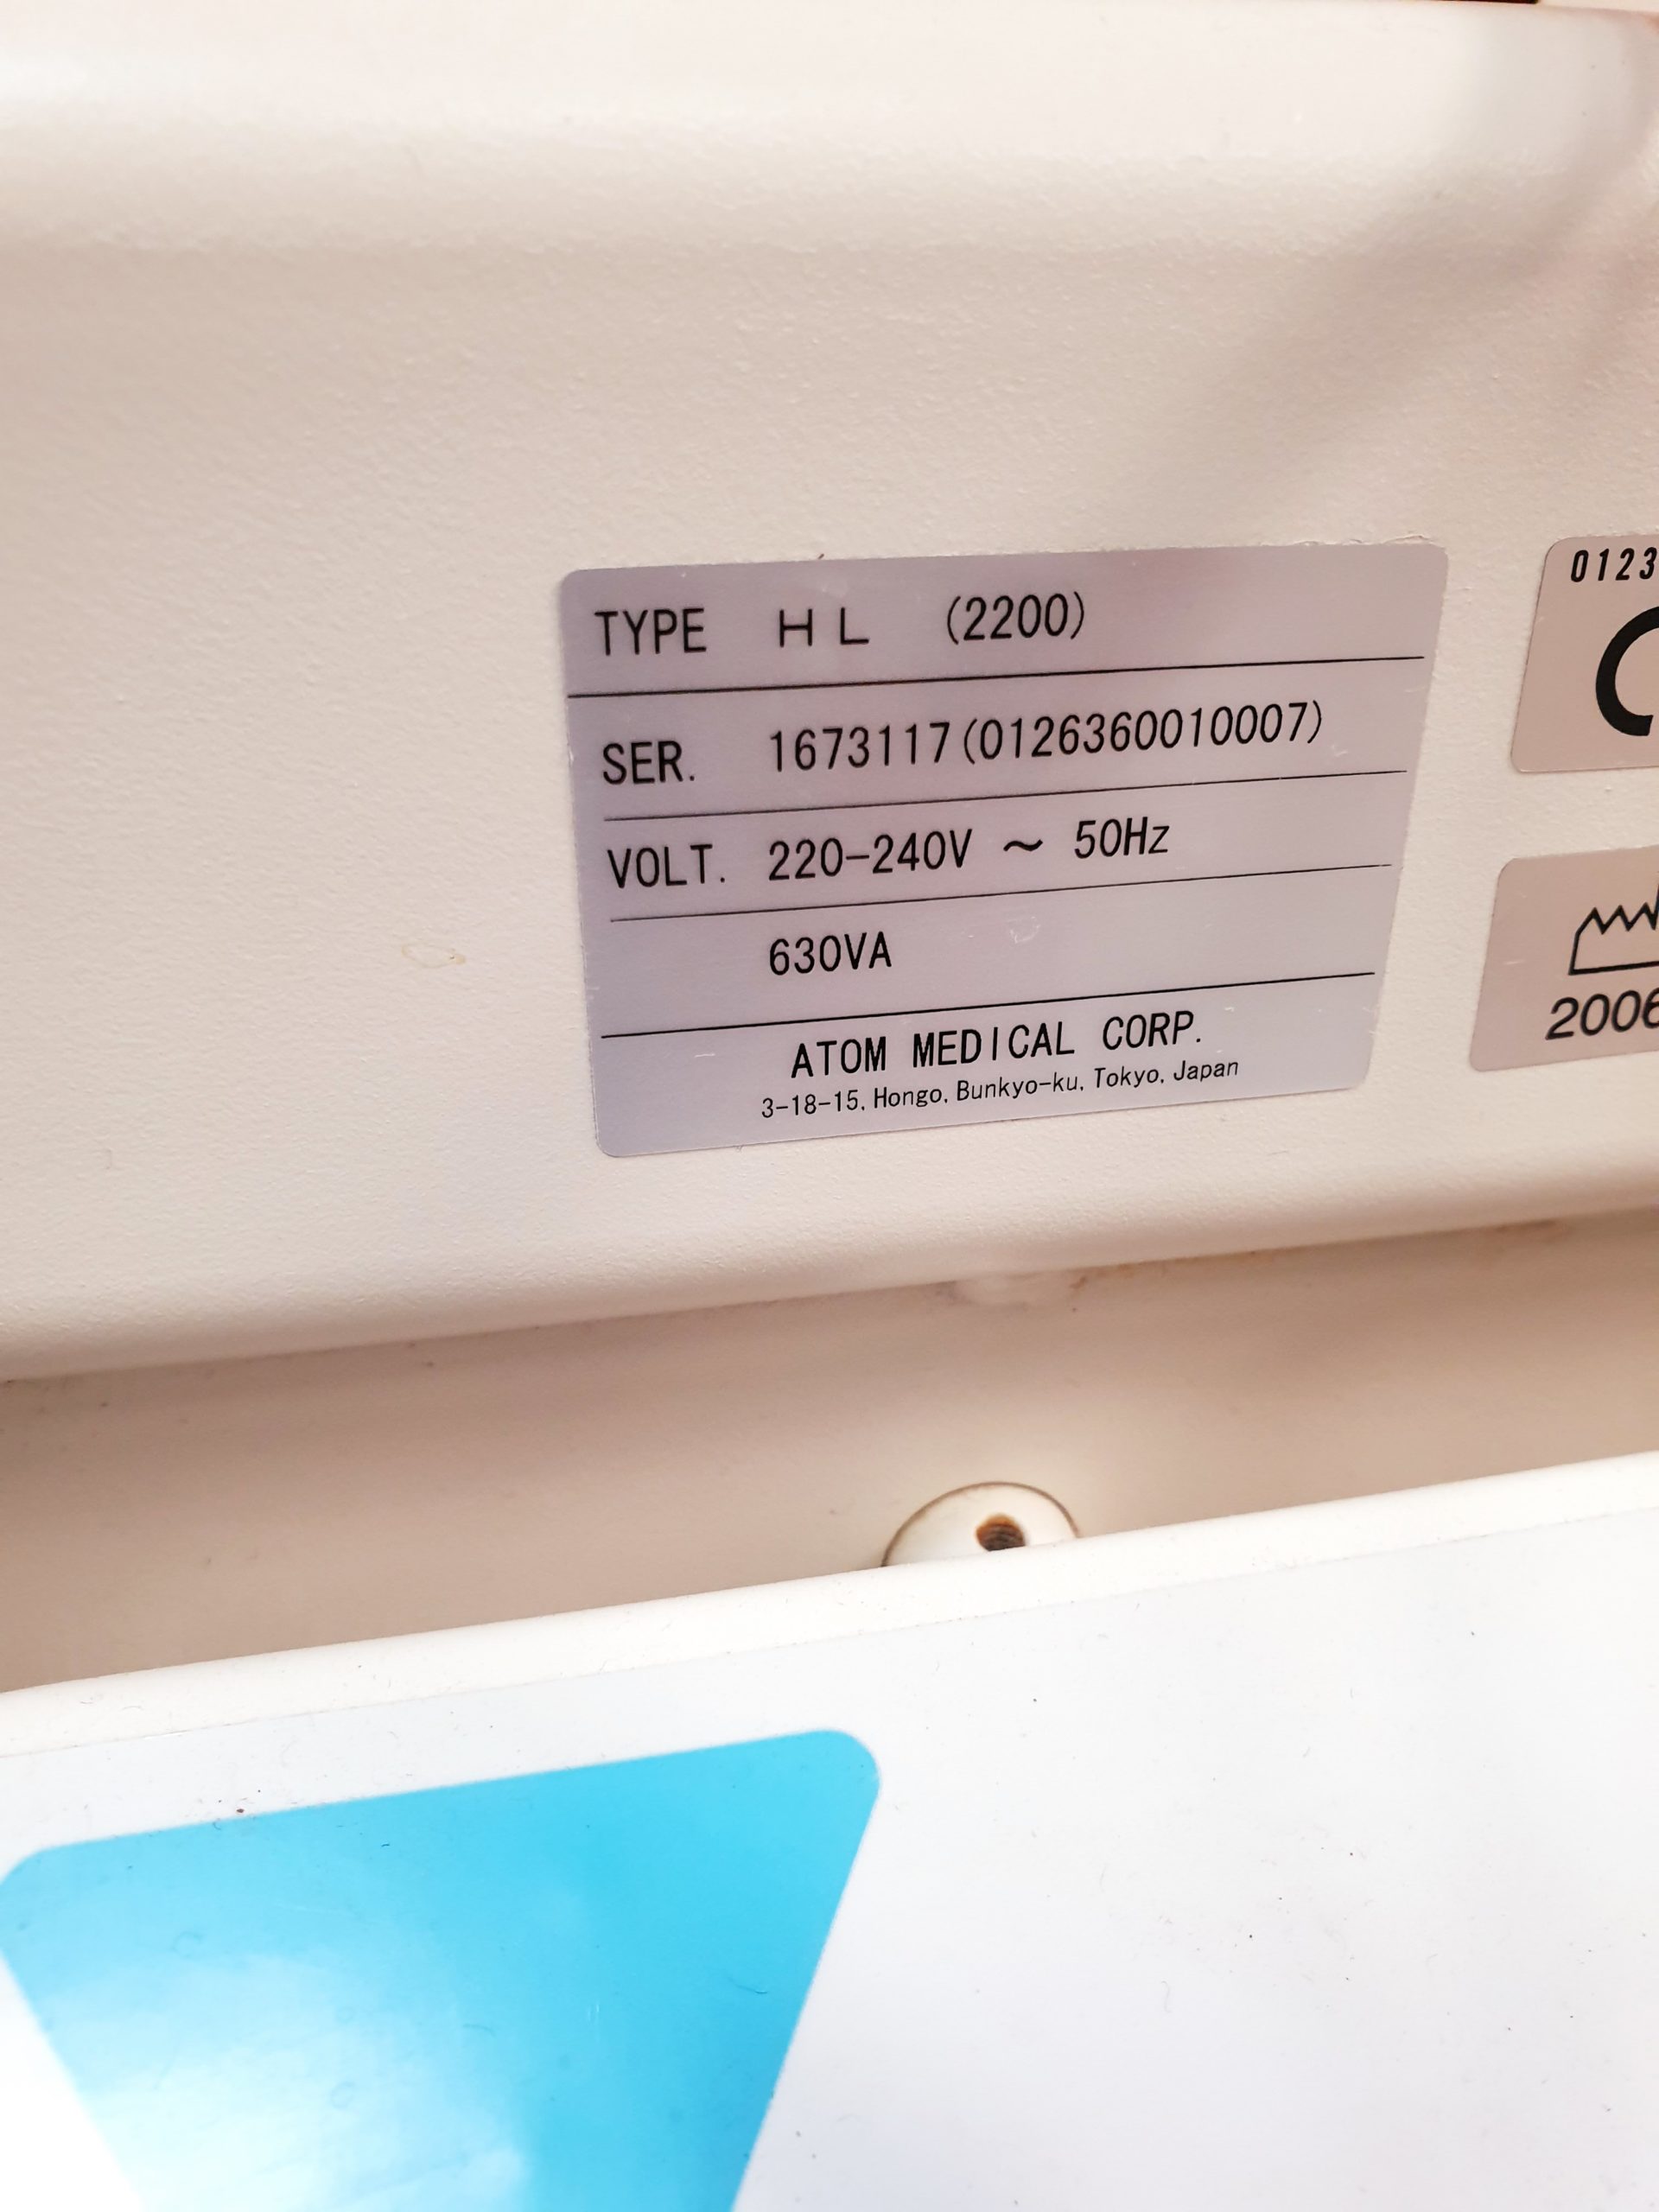 TYPE HL (2200)
SER. 1673117(0126360010007)
VOLT. 220-240V ~ 50Hz
630VA
ATOM MEDICAL CORP.
3-18-15, Hongo, Bunkyo-ku, Tokyo, Japan
0123
2006